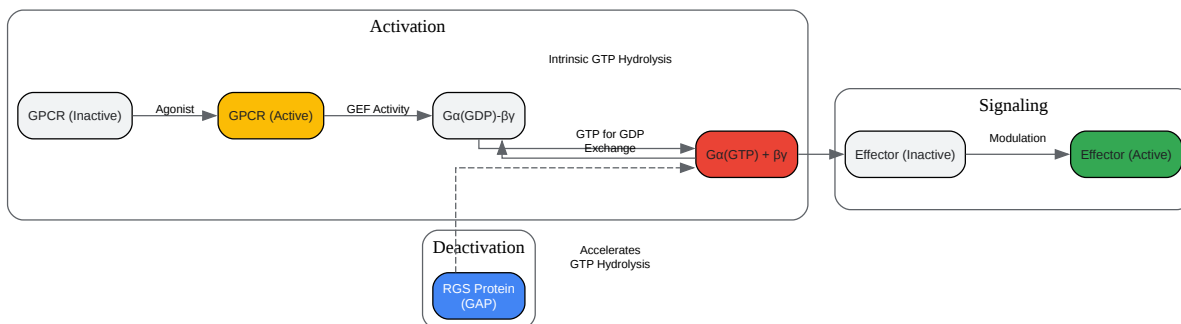 Activation
Intrinsic GTP Hydrolysis
GPCR (Inactive)
Agonist
GPCR (Active)
GEF Activity
Gα(GDP)-βγ
GTP for GDP
Exchange
Gα(GTP) + βγ
Signaling
Effector (Inactive)
Modulation
Effector (Active)
Deactivation
RGS Protein
(GAP)
Accelerates
GTP Hydrolysis